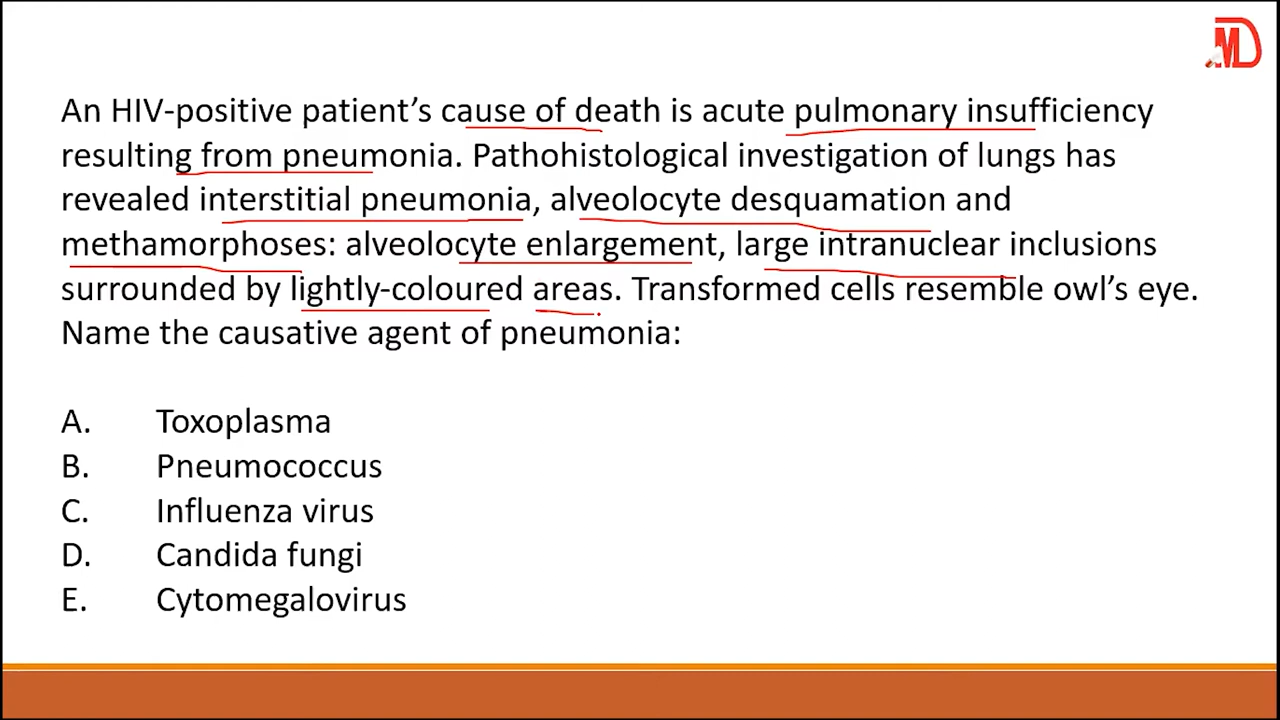 MD
An HIV-positive patient’s cause of death is acute pulmonary insufficiency
resulting from pneumonia. Pathohistological investigation of lungs has
revealed interstitial pneumonia, alveolocyte desquamation and
methamorphoses: alveolocyte enlargement, large intranuclear inclusions
surrounded by lightly-coloured areas. Transformed cells resemble owl’s eye.
Name the causative agent of pneumonia:
A. Toxoplasma
B. Pneumococcus
C. Influenza virus
D. Candida fungi
E. Cytomegalovirus